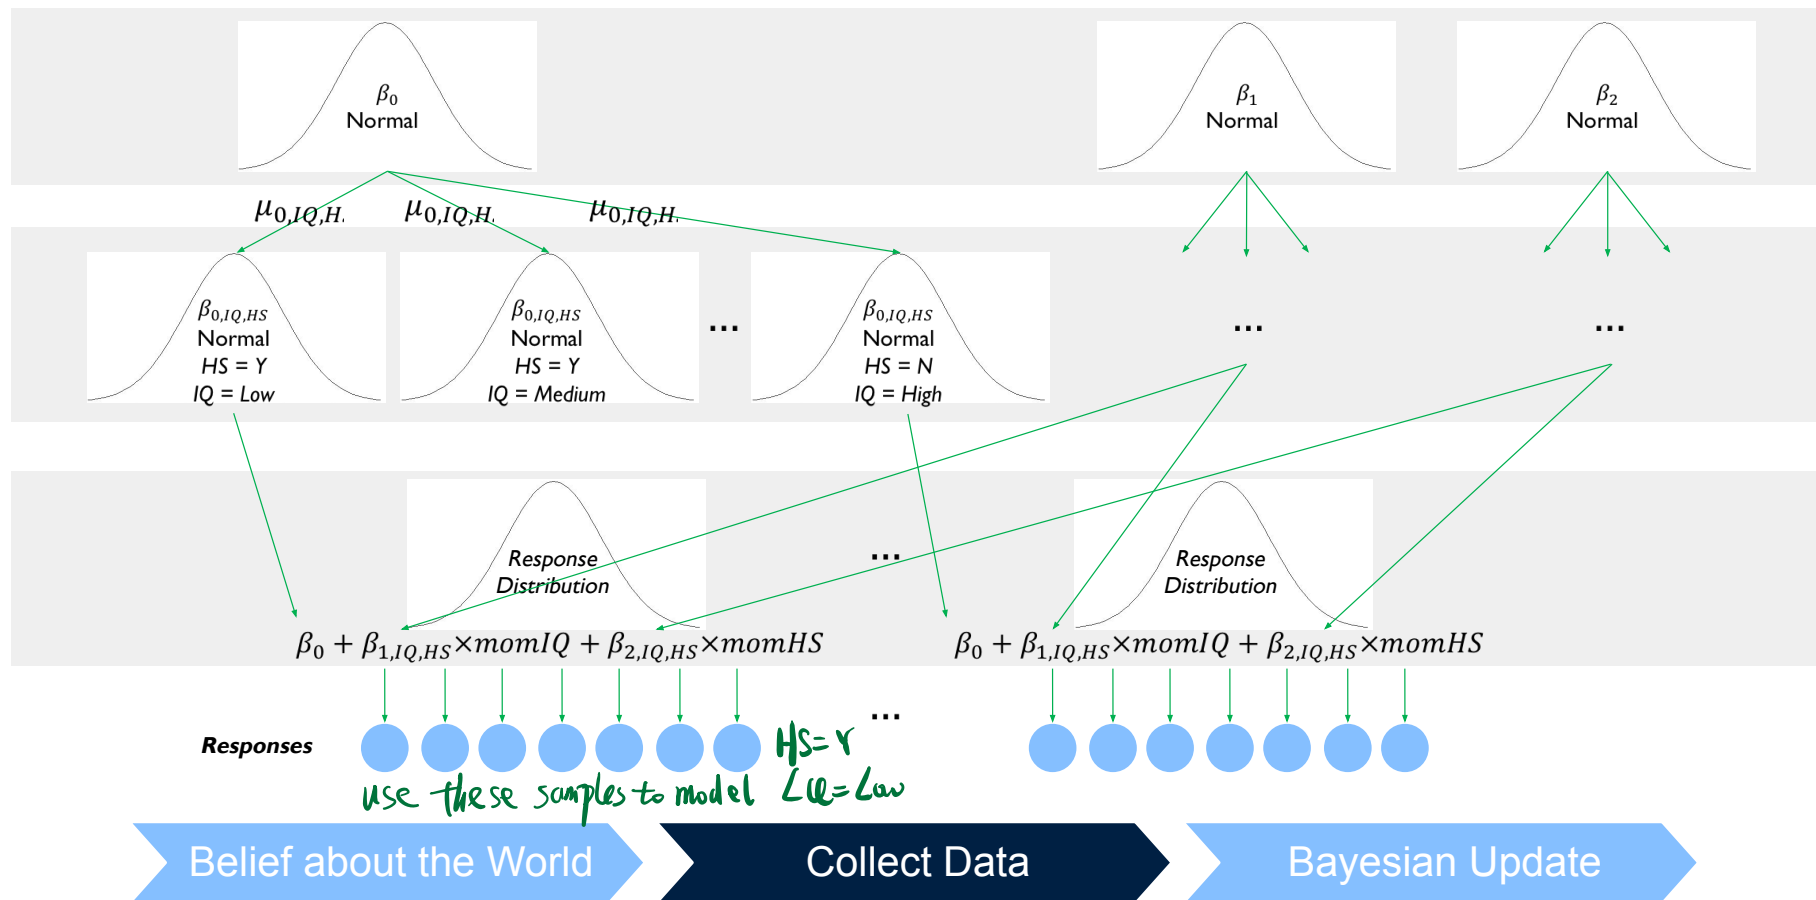 β₀
Normal
β₁
Normal
β₂
Normal
μ₀,IQ,H.
μ₀,IQ,H.
μ₀,IQ,H.
β₀,IQ,HS
Normal
HS = Y
IQ = Low
β₀,IQ,HS
Normal
HS = Y
IQ = Medium
...
β₀,IQ,HS
Normal
HS = N
IQ = High
...
...
Response
Distribution
...
Response
Distribution
β₀ + β₁,IQ,HS×momIQ + β₂,IQ,HS×momHS
β₀ + β₁,IQ,HS×momIQ + β₂,IQ,HS×momHS
...
Responses
HS=Y
use these samples to model IQ=Low
Belief about the World
Collect Data
Bayesian Update